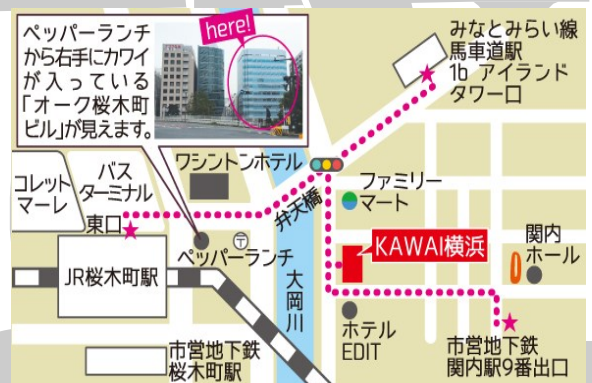 ペッパーランチ
から右手にカワイ
が入っている
「オーク桜木町
ビル」が見えます。
here!
みなとみらい線
馬車道駅
1b アイランド
タワー口
コレット
マーレ
バス
ターミナル
東口
ワシントンホテル
弁天橋
ファミリー
マート
〒
ペッパーランチ
KAWAI横浜
関内
ホール
JR桜木町駅
大岡川
ホテル
EDIT
市営地下鉄
桜木町駅
市営地下鉄
関内駅9番出口